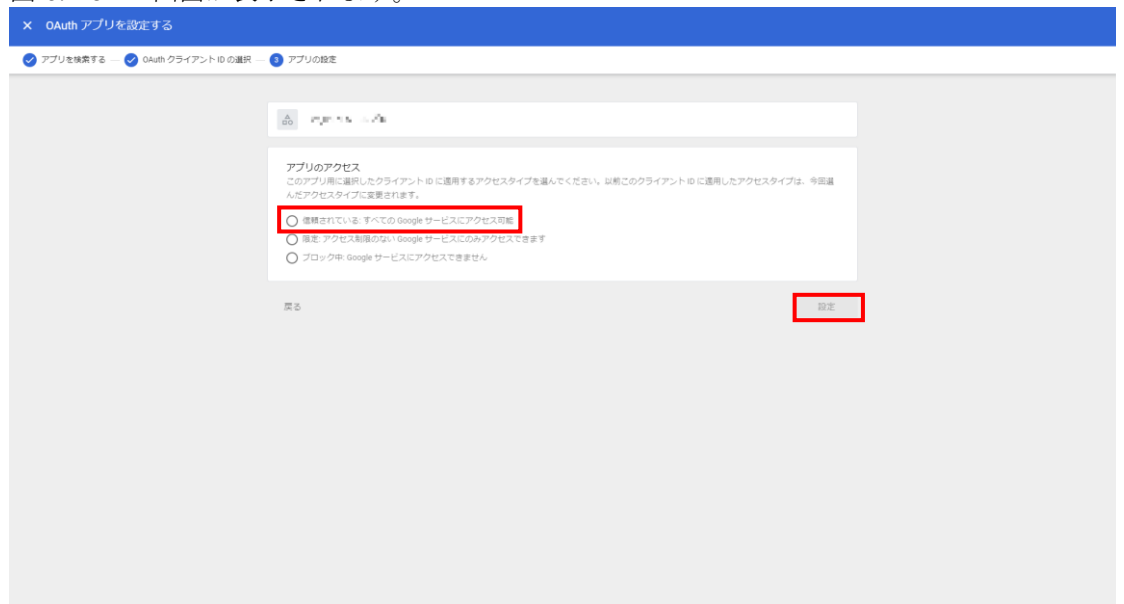 × OAuth アプリを設定する
アプリを検索する — OAuth クライアント ID の選択 — 3 アプリの設定
アプリのアクセス
このアプリ用に選択したクライアント ID に適用するアクセスタイプを選んでください。以前このクライアント ID に適用したアクセスタイプは、今回選
んだアクセスタイプに変更されます。
信頼されている: すべての Google サービスにアクセス可能
限定: アクセス制限のない Google サービスにのみアクセスできます
ブロック中: Google サービスにアクセスできません
戻る 設定